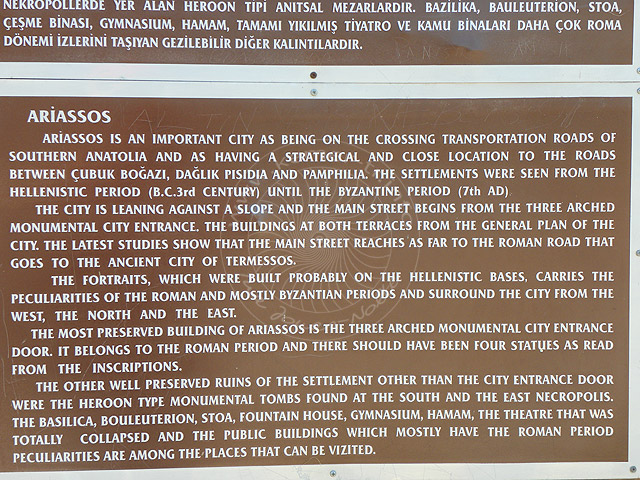 NEKROPOLLERDE YER ALAN HEROON TİPİ ANITSAL MEZARLARDIR. BAZİLİKA, BAULEUTERİON, STOA,
ÇEŞME BİNASI, GYMNASIUM, HAMAM, TAMAMI YIKILMIŞ TİYATRO VE KAMU BİNALARI DAHA ÇOK ROMA
DÖNEMİ İZLERİNİ TAŞIYAN GEZİLEBİLİR DİĞER KALINTILARDIR.
ARİASSOS
ARİASSOS IS AN IMPORTANT CITY AS BEING ON THE CROSSING TRANSPORTATION ROADS OF
SOUTHERN ANATOLIA AND AS HAVING A STRATEGICAL AND CLOSE LOCATION TO THE ROADS
BETWEEN ÇUBUK BOĞAZI, DAĞLIK PISIDIA AND PAMPHILIA. THE SETTLEMENTS WERE SEEN FROM THE
HELLENISTIC PERIOD (B.C.3rd CENTURY) UNTIL THE BYZANTINE PERIOD (7th AD)
THE CITY IS LEANING AGAINST A SLOPE AND THE MAIN STREET BEGINS FROM THE THREE ARCHED
MONUMENTAL CITY ENTRANCE. THE BUILDINGS AT BOTH TERRACES FROM THE GENERAL PLAN OF THE
CITY. THE LATEST STUDIES SHOW THAT THE MAIN STREET REACHES AS FAR TO THE ROMAN ROAD THAT
GOES TO THE ANCIENT CITY OF TERMESSOS.
THE FORTRAITS, WHICH WERE BUILT PROBABLY ON THE HELLENISTIC BASES, CARRIES THE
PECULIARITIES OF THE ROMAN AND MOSTLY BYZANTIAN PERIODS AND SURROUND THE CITY FROM THE
WEST, THE NORTH AND THE EAST.
THE MOST PRESERVED BUILDING OF ARIASSOS IS THE THREE ARCHED MONUMENTAL CITY ENTRANCE
DOOR. IT BELONGS TO THE ROMAN PERIOD AND THERE SHOULD HAVE BEEN FOUR STATUES AS READ
FROM THE INSCRIPTIONS.
THE OTHER WELL PRESERVED RUINS OF THE SETTLEMENT OTHER THAN THE CITY ENTRANCE DOOR
WERE THE HEROON TYPE MONUMENTAL TOMBS FOUND AT THE SOUTH AND THE EAST NECROPOLIS.
THE BASILICA, BOULEUTERION, STOA, FOUNTAIN HOUSE, GYMNASIUM, HAMAM, THE THEATRE THAT WAS
TOTALLY COLLAPSED AND THE PUBLIC BUILDINGS WHICH MOSTLY HAVE THE ROMAN PERIOD
PECULIARITIES ARE AMONG THE PLACES THAT CAN BE VIZITED.